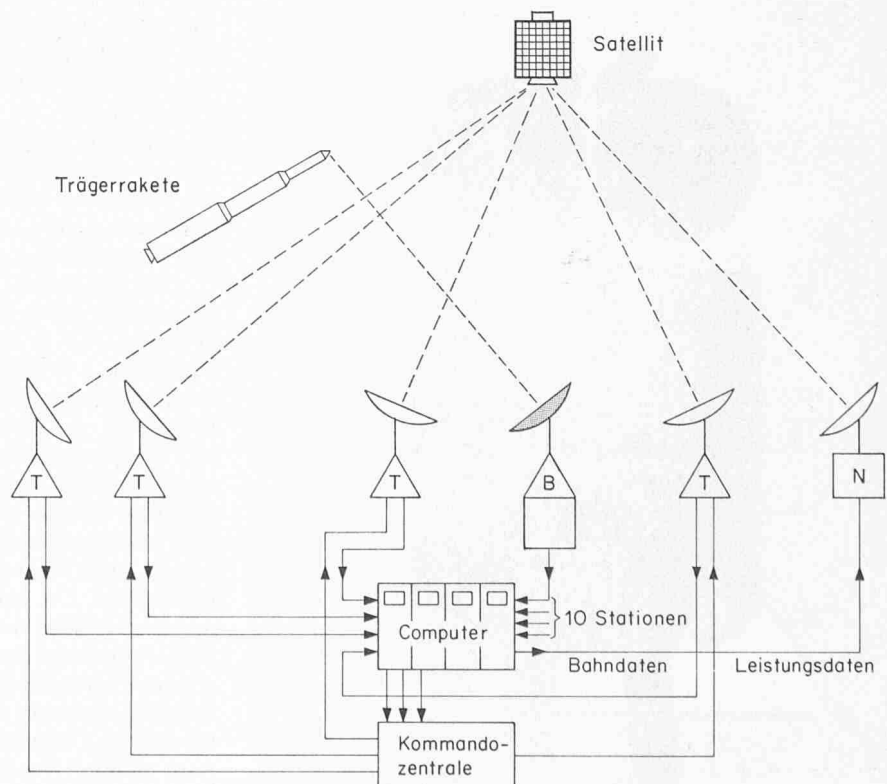 Satellit
Trägerrakete
T
T
T
B
T
N
Computer
10 Stationen
Bahndaten
Leistungsdaten
Kommando-
zentrale